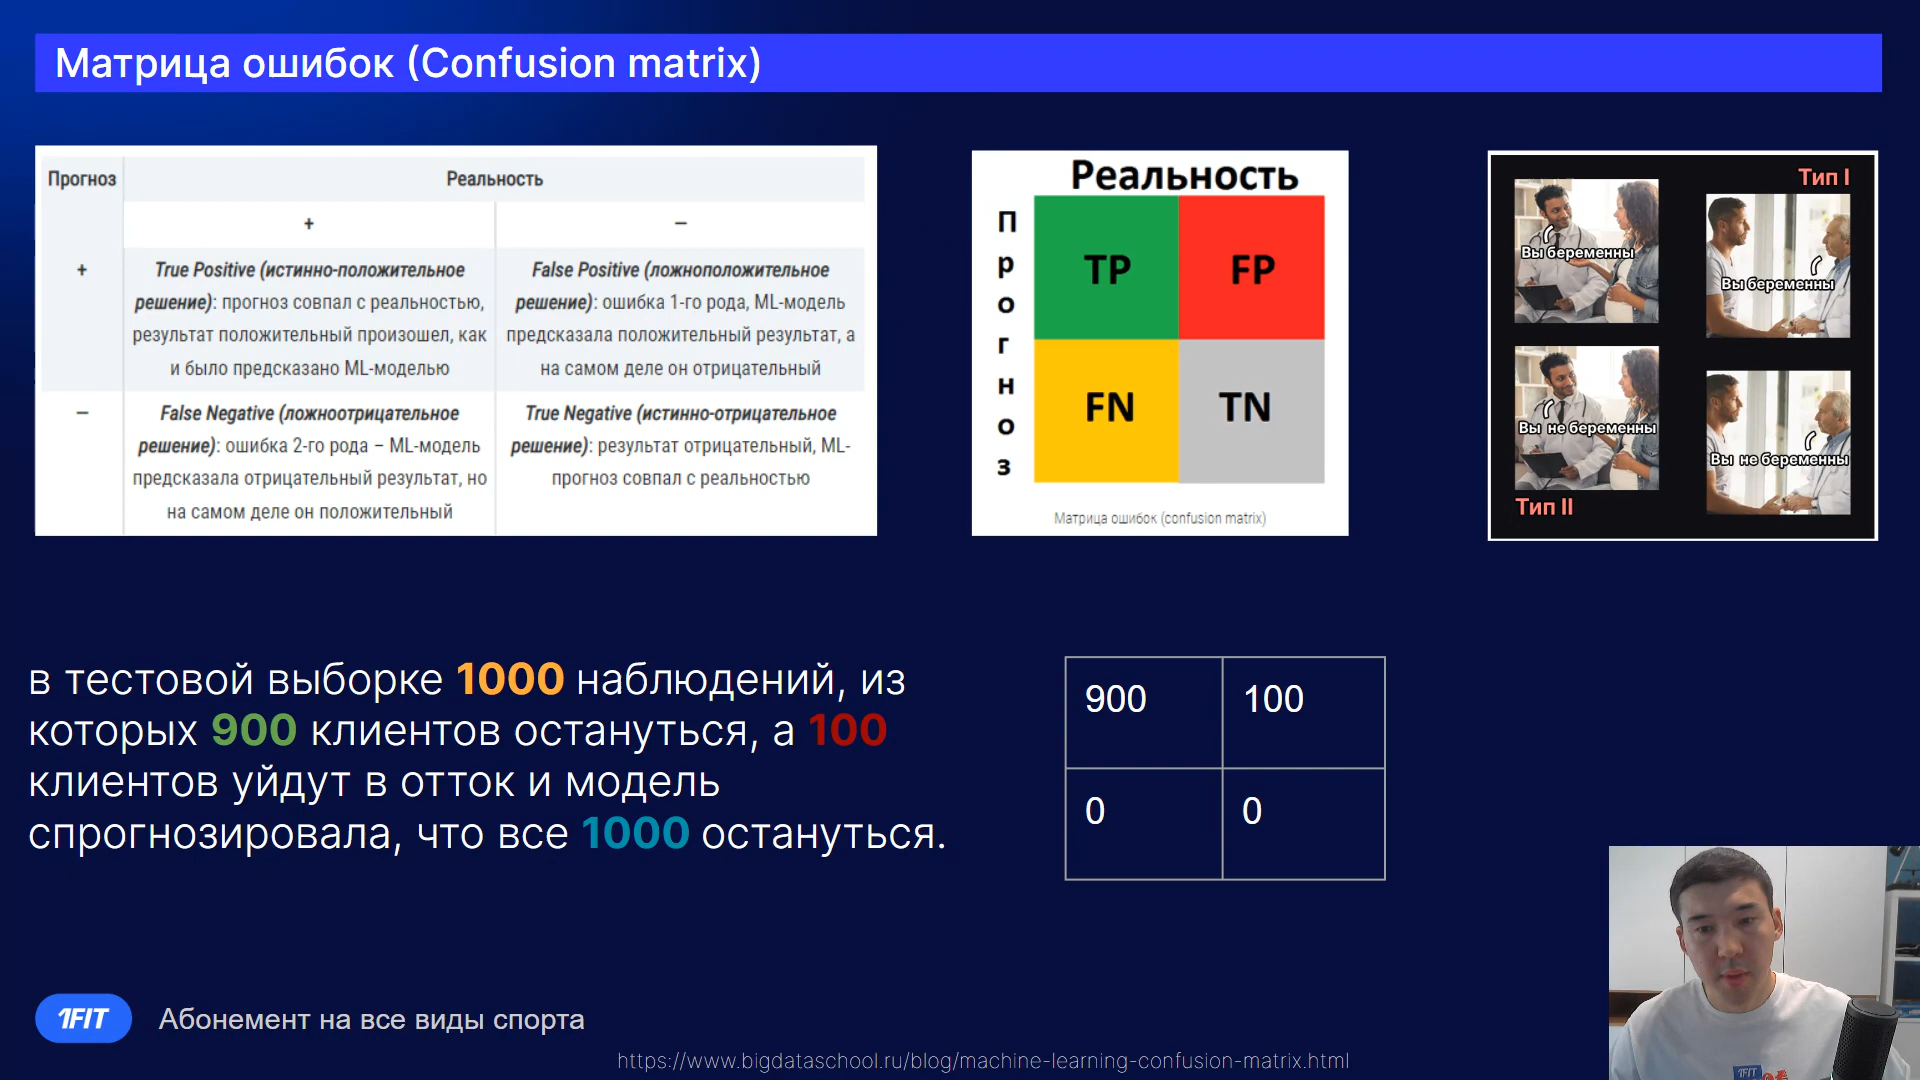 Матрица ошибок (Confusion matrix)
Прогноз
Реальность
+
–
+
True Positive (истинно-положительное
решение): прогноз совпал с реальностью,
результат положительный произошел, как
и было предсказано ML-моделью
False Positive (ложноположительное
решение): ошибка 1-го рода, ML-модель
предсказала положительный результат, а
на самом деле он отрицательный
–
False Negative (ложноотрицательное
решение): ошибка 2-го рода – ML-модель
предсказала отрицательный результат, но
на самом деле он положительный
True Negative (истинно-отрицательное
решение): результат отрицательный, ML-
прогноз совпал с реальностью
Реальность
Прогноз
TP
FP
FN
TN
Матрица ошибок (confusion matrix)
Тип I
Вы беременны
Вы беременны
Вы не беременны
Вы не беременны
Тип II
в тестовой выборке 1000 наблюдений, из
которых 900 клиентов остануться, а 100
клиентов уйдут в отток и модель
спрогнозировала, что все 1000 остануться.
900
100
0
0
1FIT
Абонемент на все виды спорта
https://www.bigdataschool.ru/blog/machine-learning-confusion-matrix.html
1FIT